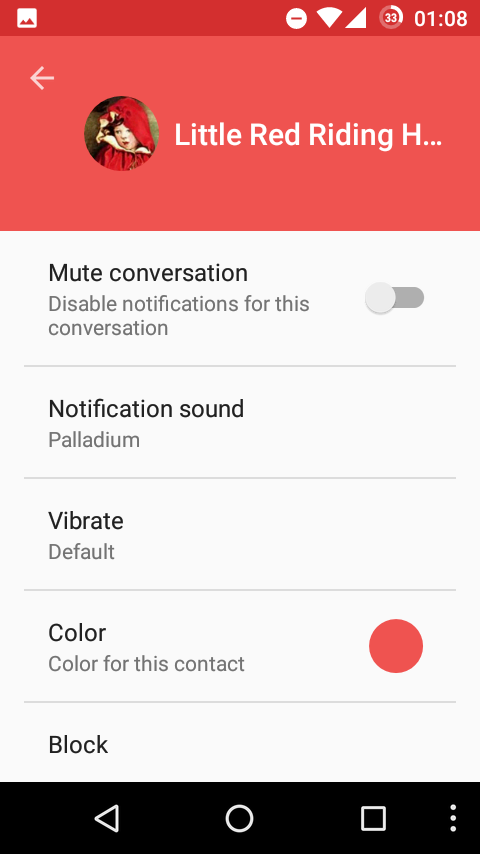 33 01:08
Little Red Riding H...
Mute conversation
Disable notifications for this
conversation
Notification sound
Palladium
Vibrate
Default
Color
Color for this contact
Block